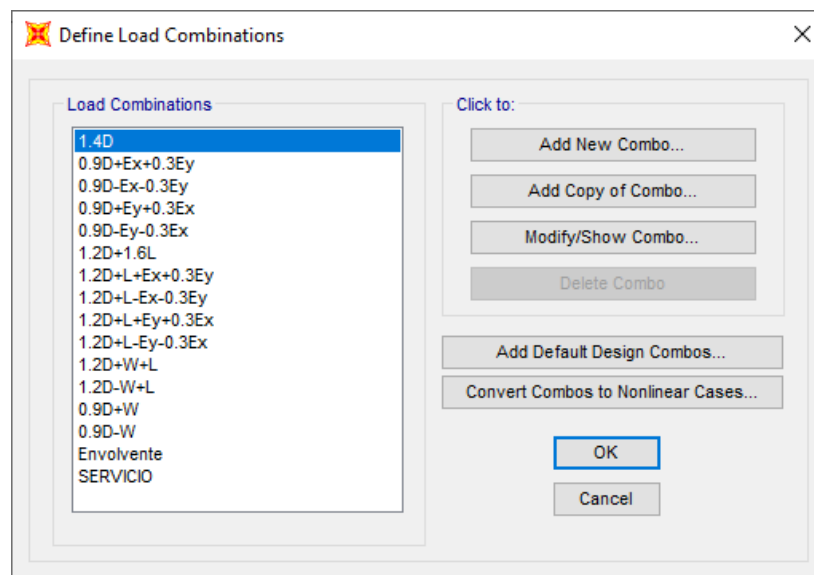 Define Load Combinations
Load Combinations
1.4D
0.9D+Ex+0.3Ey
0.9D-Ex-0.3Ey
0.9D+Ey+0.3Ex
0.9D-Ey-0.3Ex
1.2D+1.6L
1.2D+L+Ex+0.3Ey
1.2D+L-Ex-0.3Ey
1.2D+L+Ey+0.3Ex
1.2D+L-Ey-0.3Ex
1.2D+W+L
1.2D-W+L
0.9D+W
0.9D-W
Envolvente
SERVICIO
Click to:
Add New Combo...
Add Copy of Combo...
Modify/Show Combo...
Delete Combo
Add Default Design Combos...
Convert Combos to Nonlinear Cases...
OK
Cancel